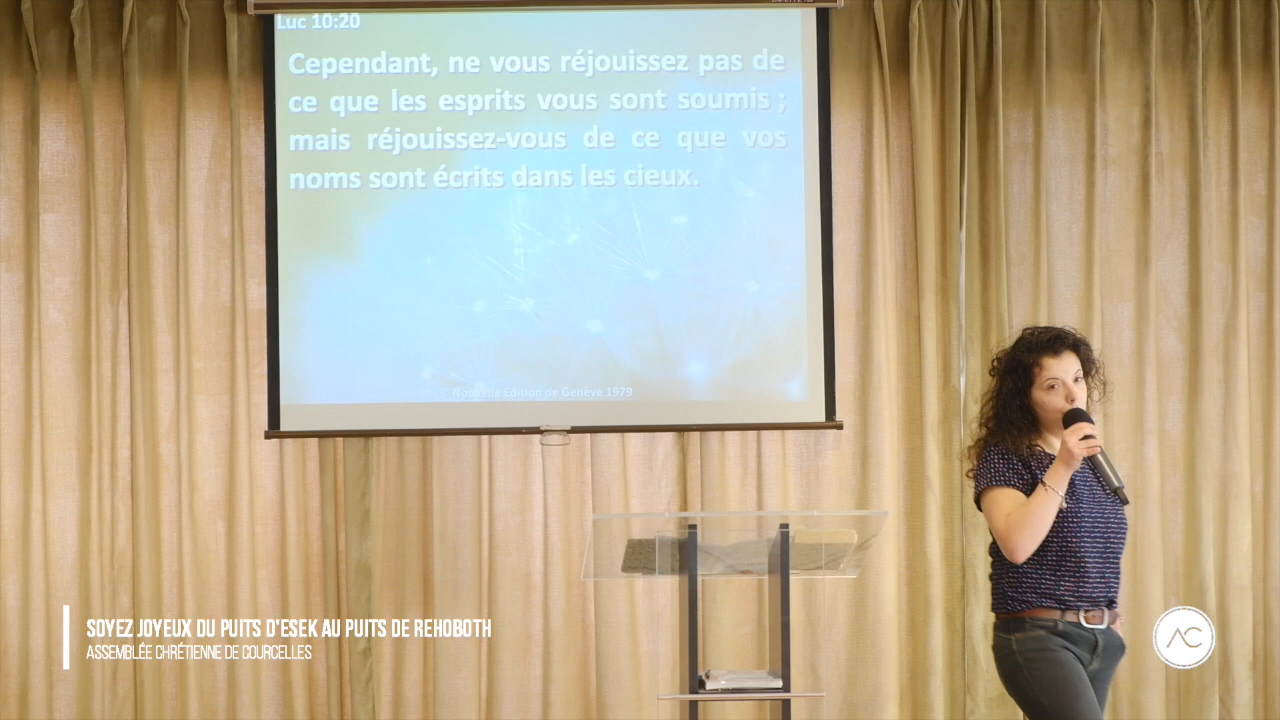 Luc 10:20
Cependant, ne vous réjouissez pas de
ce que les esprits vous sont soumis ;
mais réjouissez-vous de ce que vos
noms sont écrits dans les cieux.
© Nouvelle Edition de Genève 1979
SOYEZ JOYEUX DU PUITS D'ESEK AU PUITS DE REHOBOTH
ASSEMBLÉE CHRÉTIENNE DE COURCELLES
AC